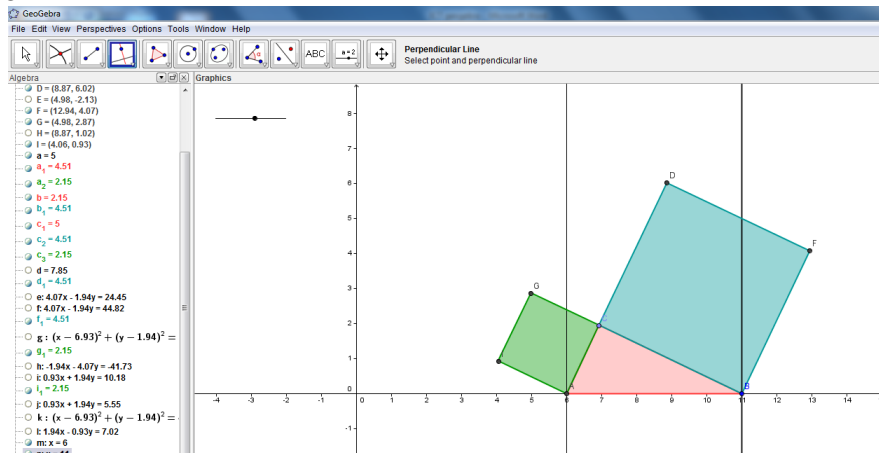 GeoGebra
File Edit View Perspectives Options Tools Window Help
ABC
a=2
Perpendicular Line
Select point and perpendicular line
Algebra
Graphics
D = (8.87, 6.02)
E = (4.98, -2.13)
F = (12.94, 4.07)
G = (4.98, 2.87)
H = (8.87, 1.02)
I = (4.06, 0.93)
a = 5
a₁ = 4.51
a₂ = 2.15
b = 2.15
b₁ = 4.51
c₁ = 5
c₂ = 4.51
c₃ = 2.15
d = 7.85
d₁ = 4.51
e: 4.07x - 1.94y = 24.45
f: 4.07x - 1.94y = 44.82
f₁ = 4.51
g : (x − 6.93)² + (y − 1.94)² =
g₁ = 2.15
h: -1.94x - 4.07y = -41.73
i: 0.93x + 1.94y = 10.18
i₁ = 2.15
j: 0.93x + 1.94y = 5.55
k : (x − 6.93)² + (y − 1.94)² =
l: 1.94x - 0.93y = 7.02
m: x = 6
8
7
6
D
5
4
F
3
G
2
C
1
0
A
B
-4 -3 -2 -1 0 1 2 3 4 5 6 7 8 9 10 11 12 13 14
-1